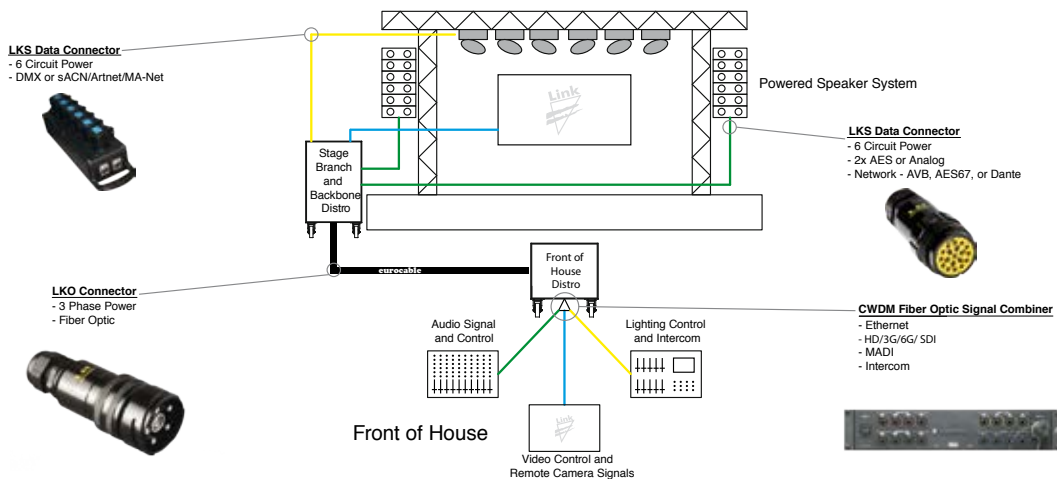 LKS Data Connector
- 6 Circuit Power
- DMX or sACN/Artnet/MA-Net
Link
Powered Speaker System
LKS Data Connector
- 6 Circuit Power
- 2x AES or Analog
- Network - AVB, AES67, or Dante
Stage
Branch
and
Backbone
Distro
eurocable
Front of
House
Distro
LKO Connector
- 3 Phase Power
- Fiber Optic
CWDM Fiber Optic Signal Combiner
- Ethernet
- HD/3G/6G/ SDI
- MADI
- Intercom
Audio Signal
and Control
Lighting Control
and Intercom
Link
Front of House
Video Control and
Remote Camera Signals